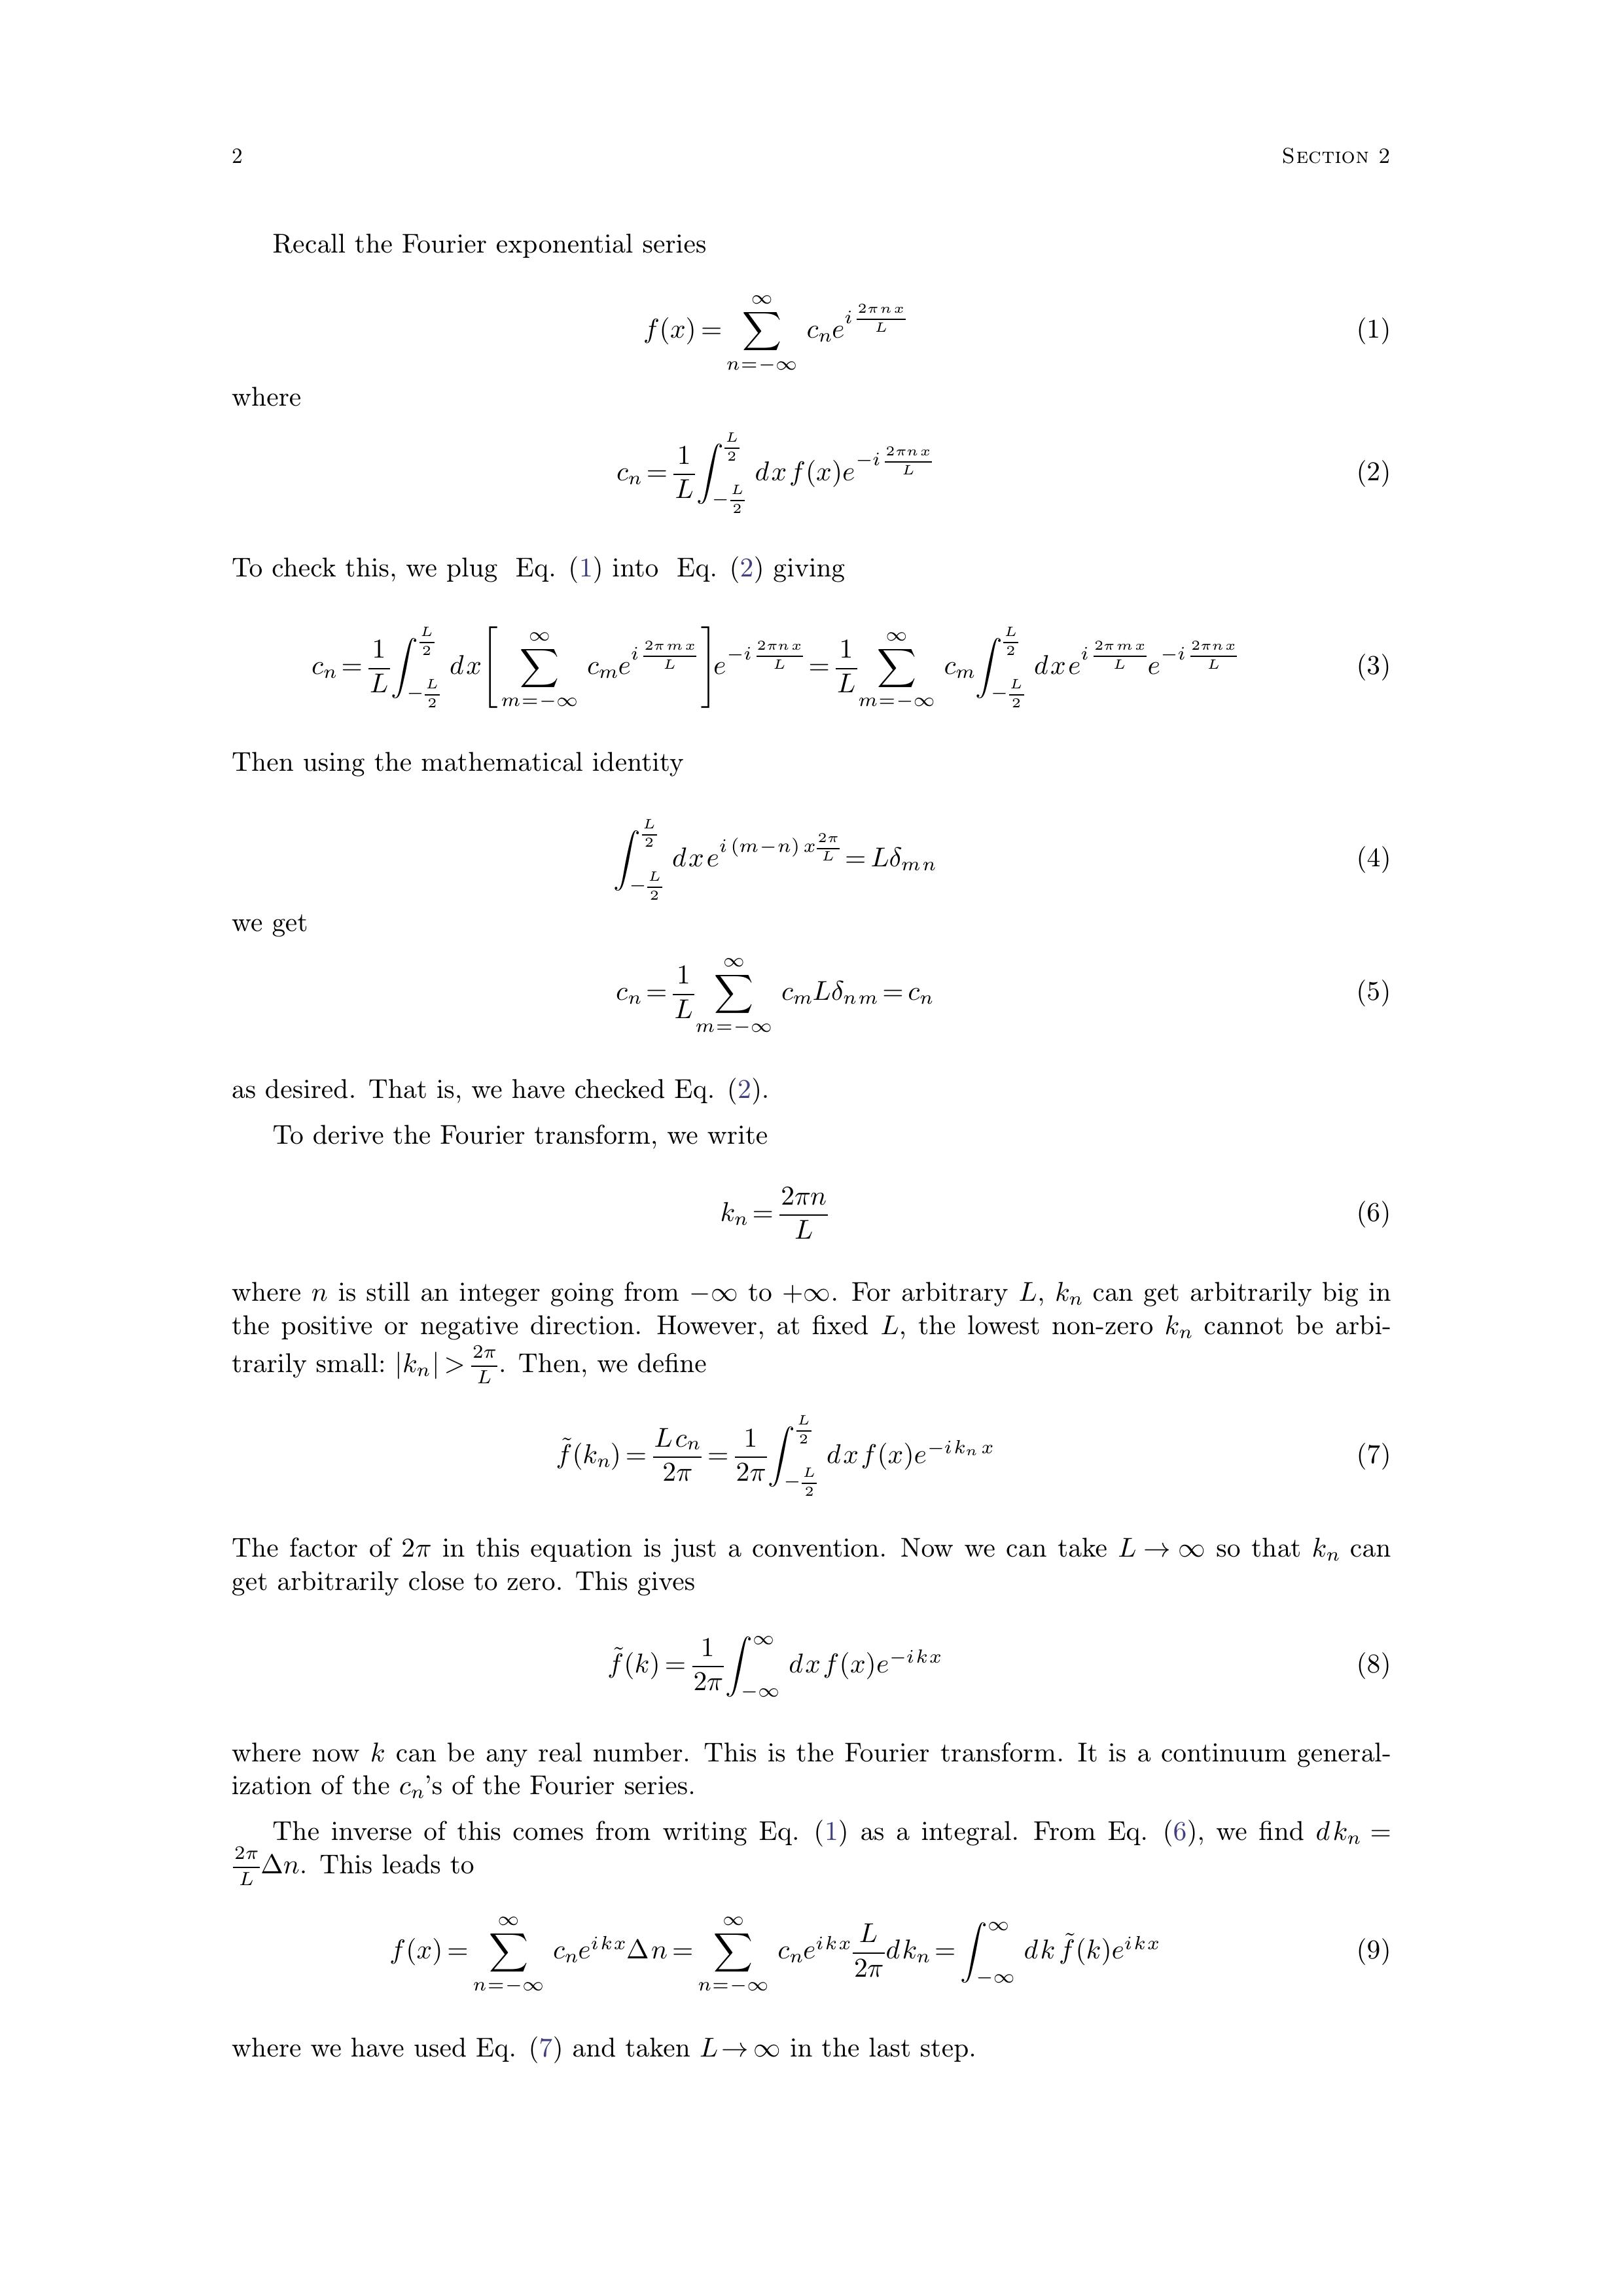 2 Section 2
Recall the Fourier exponential series
$f(x) = \sum_{n=-\infty}^{\infty} c_n e^{i\frac{2\pi n x}{L}}$ (1)
where
$c_n = \frac{1}{L}\int_{-\frac{L}{2}}^{\frac{L}{2}} dx f(x) e^{-i\frac{2\pi n x}{L}}$ (2)
To check this, we plug Eq. (1) into Eq. (2) giving
$c_n = \frac{1}{L}\int_{-\frac{L}{2}}^{\frac{L}{2}} dx \left[\sum_{m=-\infty}^{\infty} c_m e^{i\frac{2\pi m x}{L}}\right] e^{-i\frac{2\pi n x}{L}} = \frac{1}{L}\sum_{m=-\infty}^{\infty} c_m \int_{-\frac{L}{2}}^{\frac{L}{2}} dx e^{i\frac{2\pi m x}{L}} e^{-i\frac{2\pi n x}{L}}$ (3)
Then using the mathematical identity
$\int_{-\frac{L}{2}}^{\frac{L}{2}} dx e^{i(m-n)x\frac{2\pi}{L}} = L\delta_{mn}$ (4)
we get
$c_n = \frac{1}{L}\sum_{m=-\infty}^{\infty} c_m L\delta_{nm} = c_n$ (5)
as desired. That is, we have checked Eq. (2).
To derive the Fourier transform, we write
$k_n = \frac{2\pi n}{L}$ (6)
where $n$ is still an integer going from $-\infty$ to $+\infty$. For arbitrary $L$, $k_n$ can get arbitrarily big in
the positive or negative direction. However, at fixed $L$, the lowest non-zero $k_n$ cannot be arbi-
trarily small: $|k_n| > \frac{2\pi}{L}$. Then, we define
$\tilde{f}(k_n) = \frac{L c_n}{2\pi} = \frac{1}{2\pi}\int_{-\frac{L}{2}}^{\frac{L}{2}} dx f(x) e^{-ik_n x}$ (7)
The factor of $2\pi$ in this equation is just a convention. Now we can take $L \to \infty$ so that $k_n$ can
get arbitrarily close to zero. This gives
$\tilde{f}(k) = \frac{1}{2\pi}\int_{-\infty}^{\infty} dx f(x) e^{-ikx}$ (8)
where now $k$ can be any real number. This is the Fourier transform. It is a continuum general-
ization of the $c_n$'s of the Fourier series.
The inverse of this comes from writing Eq. (1) as a integral. From Eq. (6), we find $dk_n =$
$\frac{2\pi}{L}\Delta n$. This leads to
$f(x) = \sum_{n=-\infty}^{\infty} c_n e^{ikx}\Delta n = \sum_{n=-\infty}^{\infty} c_n e^{ikx}\frac{L}{2\pi}dk_n = \int_{-\infty}^{\infty} dk \tilde{f}(k) e^{ikx}$ (9)
where we have used Eq. (7) and taken $L \to \infty$ in the last step.